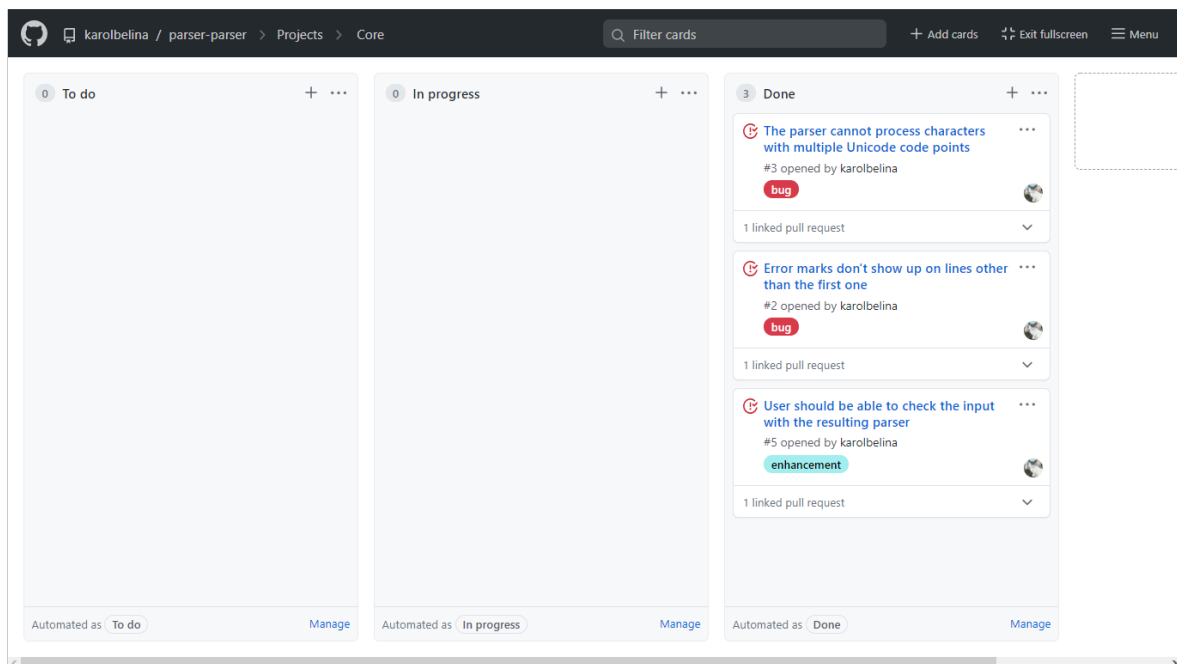 karolbelina / parser-parser > Projects > Core
Filter cards
+ Add cards
Exit fullscreen
Menu
0 To do
Automated as To do
Manage
0 In progress
Automated as In progress
Manage
3 Done
The parser cannot process characters
with multiple Unicode code points
#3 opened by karolbelina
bug
1 linked pull request
Error marks don't show up on lines other
than the first one
#2 opened by karolbelina
bug
1 linked pull request
User should be able to check the input
with the resulting parser
#5 opened by karolbelina
enhancement
1 linked pull request
Automated as Done
Manage